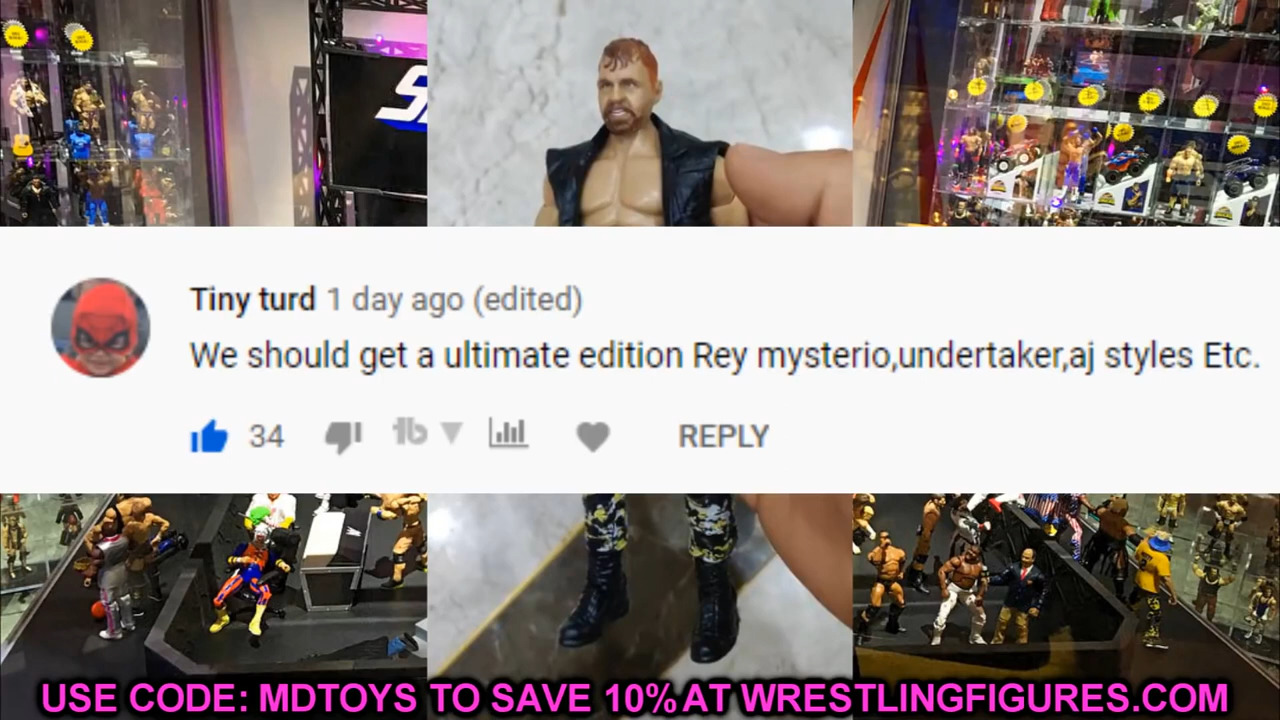 Tiny turd 1 day ago (edited)
We should get a ultimate edition Rey mysterio,undertaker,aj styles Etc.
34
REPLY
USE CODE: MDTOYS TO SAVE 10% AT WRESTLINGFIGURES.COM